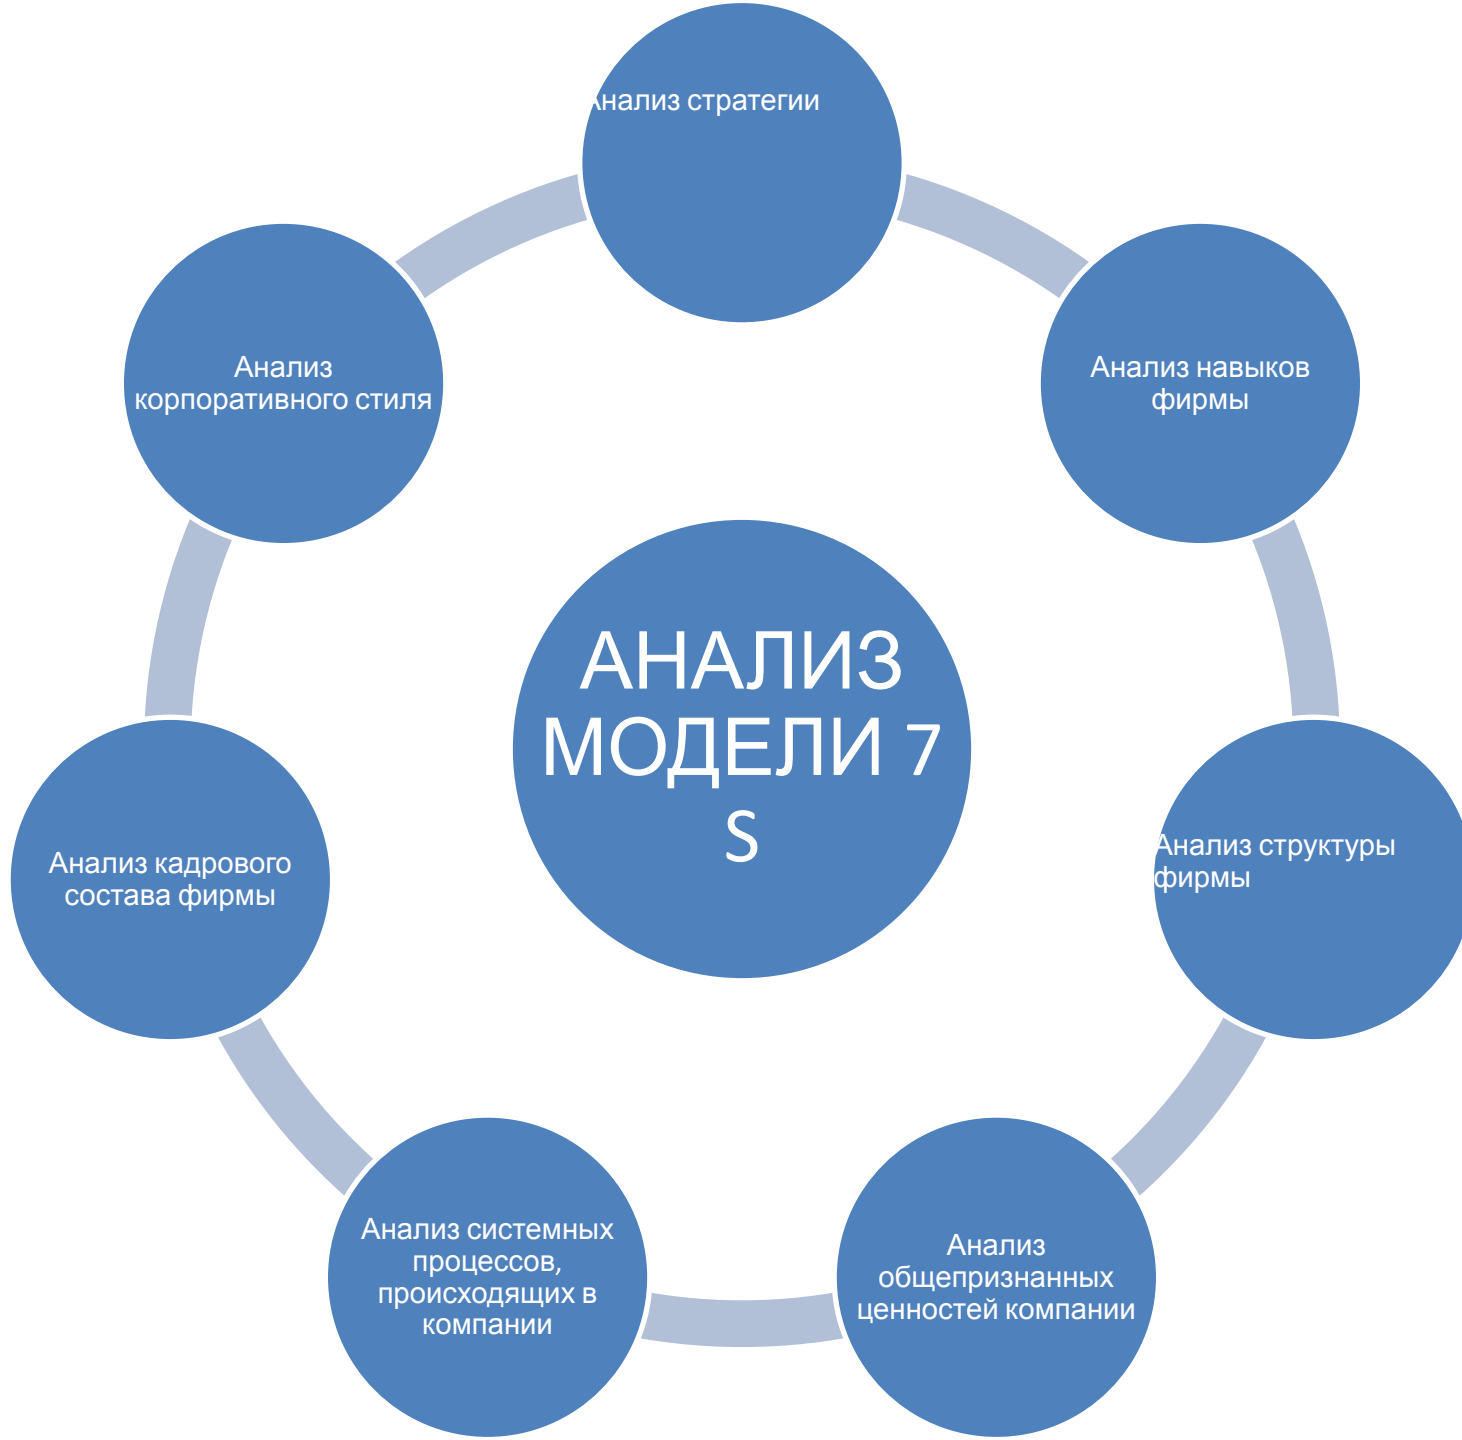 Анализ стратегии
Анализ навыков
фирмы
Анализ структуры
фирмы
Анализ
общепризнанных
ценностей компании
Анализ системных
процессов,
происходящих в
компании
Анализ кадрового
состава фирмы
Анализ
корпоративного стиля
АНАЛИЗ
МОДЕЛИ 7
S